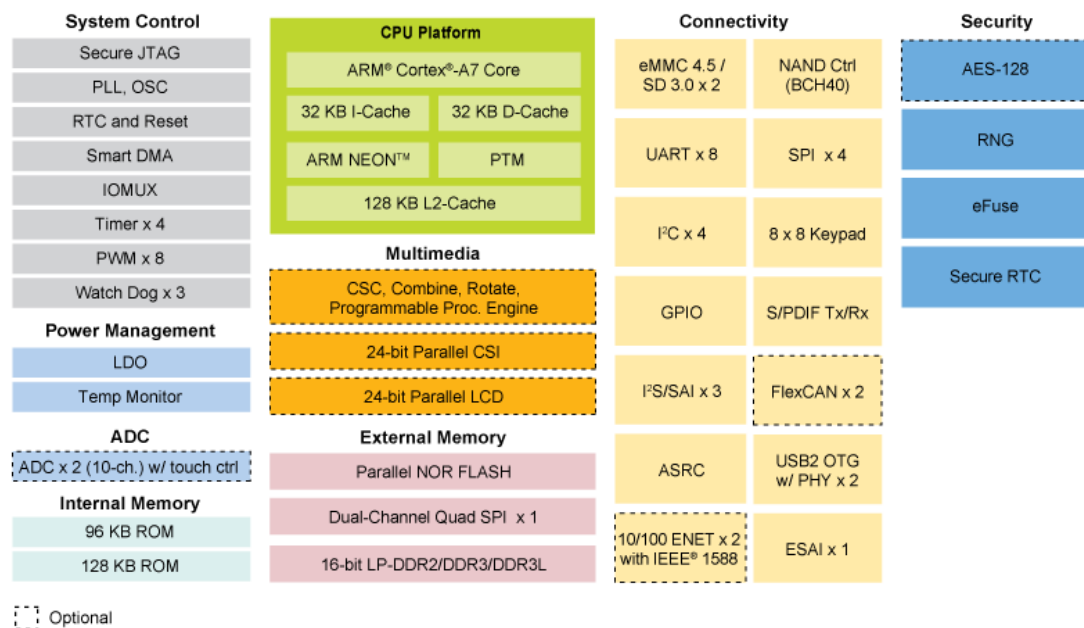 System Control
Secure JTAG
PLL, OSC
RTC and Reset
Smart DMA
IOMUX
Timer x 4
PWM x 8
Watch Dog x 3
Power Management
LDO
Temp Monitor
ADC
ADC x 2 (10-ch.) w/ touch ctrl
Internal Memory
96 KB ROM
128 KB ROM
CPU Platform
ARM® Cortex®-A7 Core
32 KB I-Cache
32 KB D-Cache
ARM NEON™
PTM
128 KB L2-Cache
Multimedia
CSC, Combine, Rotate,
Programmable Proc. Engine
24-bit Parallel CSI
24-bit Parallel LCD
External Memory
Parallel NOR FLASH
Dual-Channel Quad SPI x 1
16-bit LP-DDR2/DDR3/DDR3L
Connectivity
eMMC 4.5 /
SD 3.0 x 2
NAND Ctrl
(BCH40)
UART x 8
SPI x 4
I²C x 4
8 x 8 Keypad
GPIO
S/PDIF Tx/Rx
I²S/SAI x 3
FlexCAN x 2
ASRC
USB2 OTG
w/ PHY x 2
10/100 ENET x 2
with IEEE® 1588
ESAI x 1
Security
AES-128
RNG
eFuse
Secure RTC
Optional